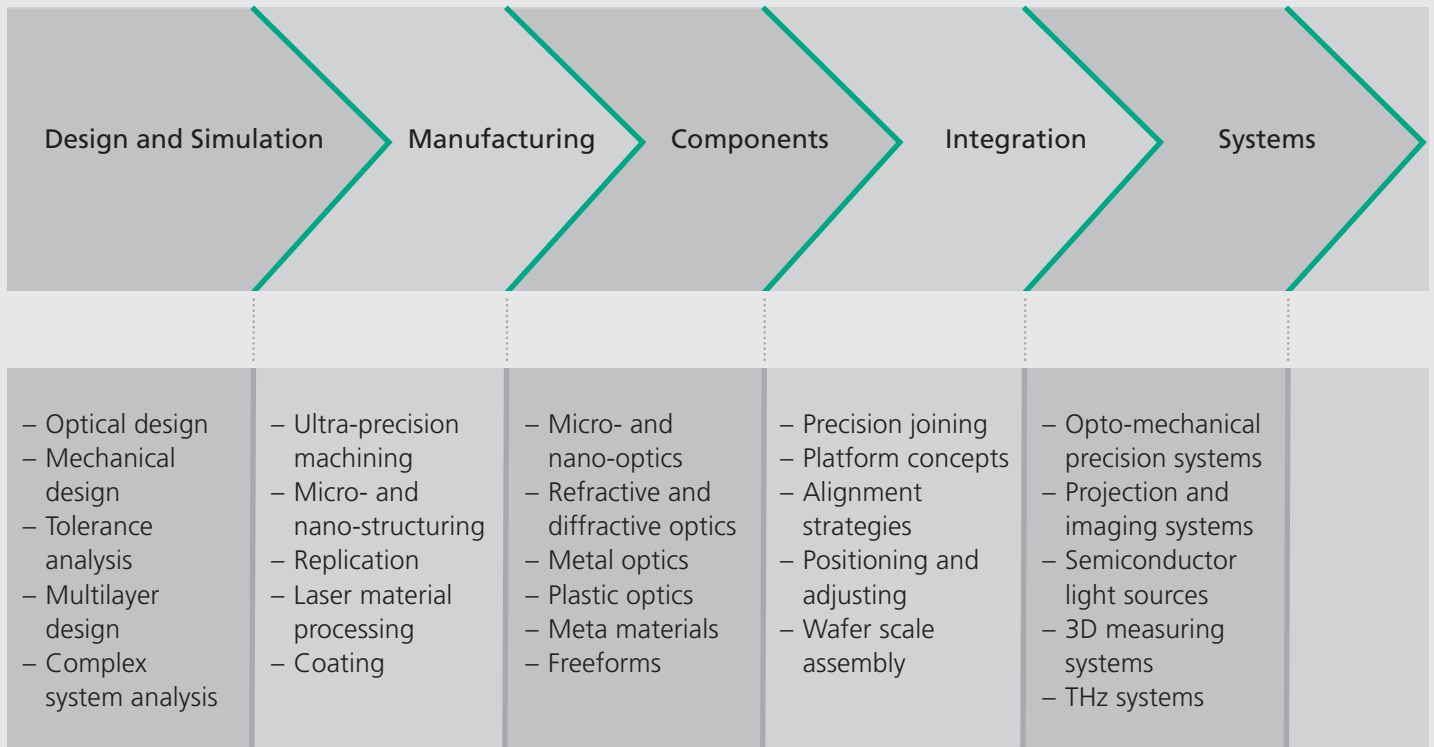 Design and Simulation
Manufacturing
Components
Integration
Systems
– Optical design
– Mechanical
design
– Tolerance
analysis
– Multilayer
design
– Complex
system analysis
– Ultra-precision
machining
– Micro- and
nano-structuring
– Replication
– Laser material
processing
– Coating
– Micro- and
nano-optics
– Refractive and
diffractive optics
– Metal optics
– Plastic optics
– Meta materials
– Freeforms
– Precision joining
– Platform concepts
– Alignment
strategies
– Positioning and
adjusting
– Wafer scale
assembly
– Opto-mechanical
precision systems
– Projection and
imaging systems
– Semiconductor
light sources
– 3D measuring
systems
– THz systems